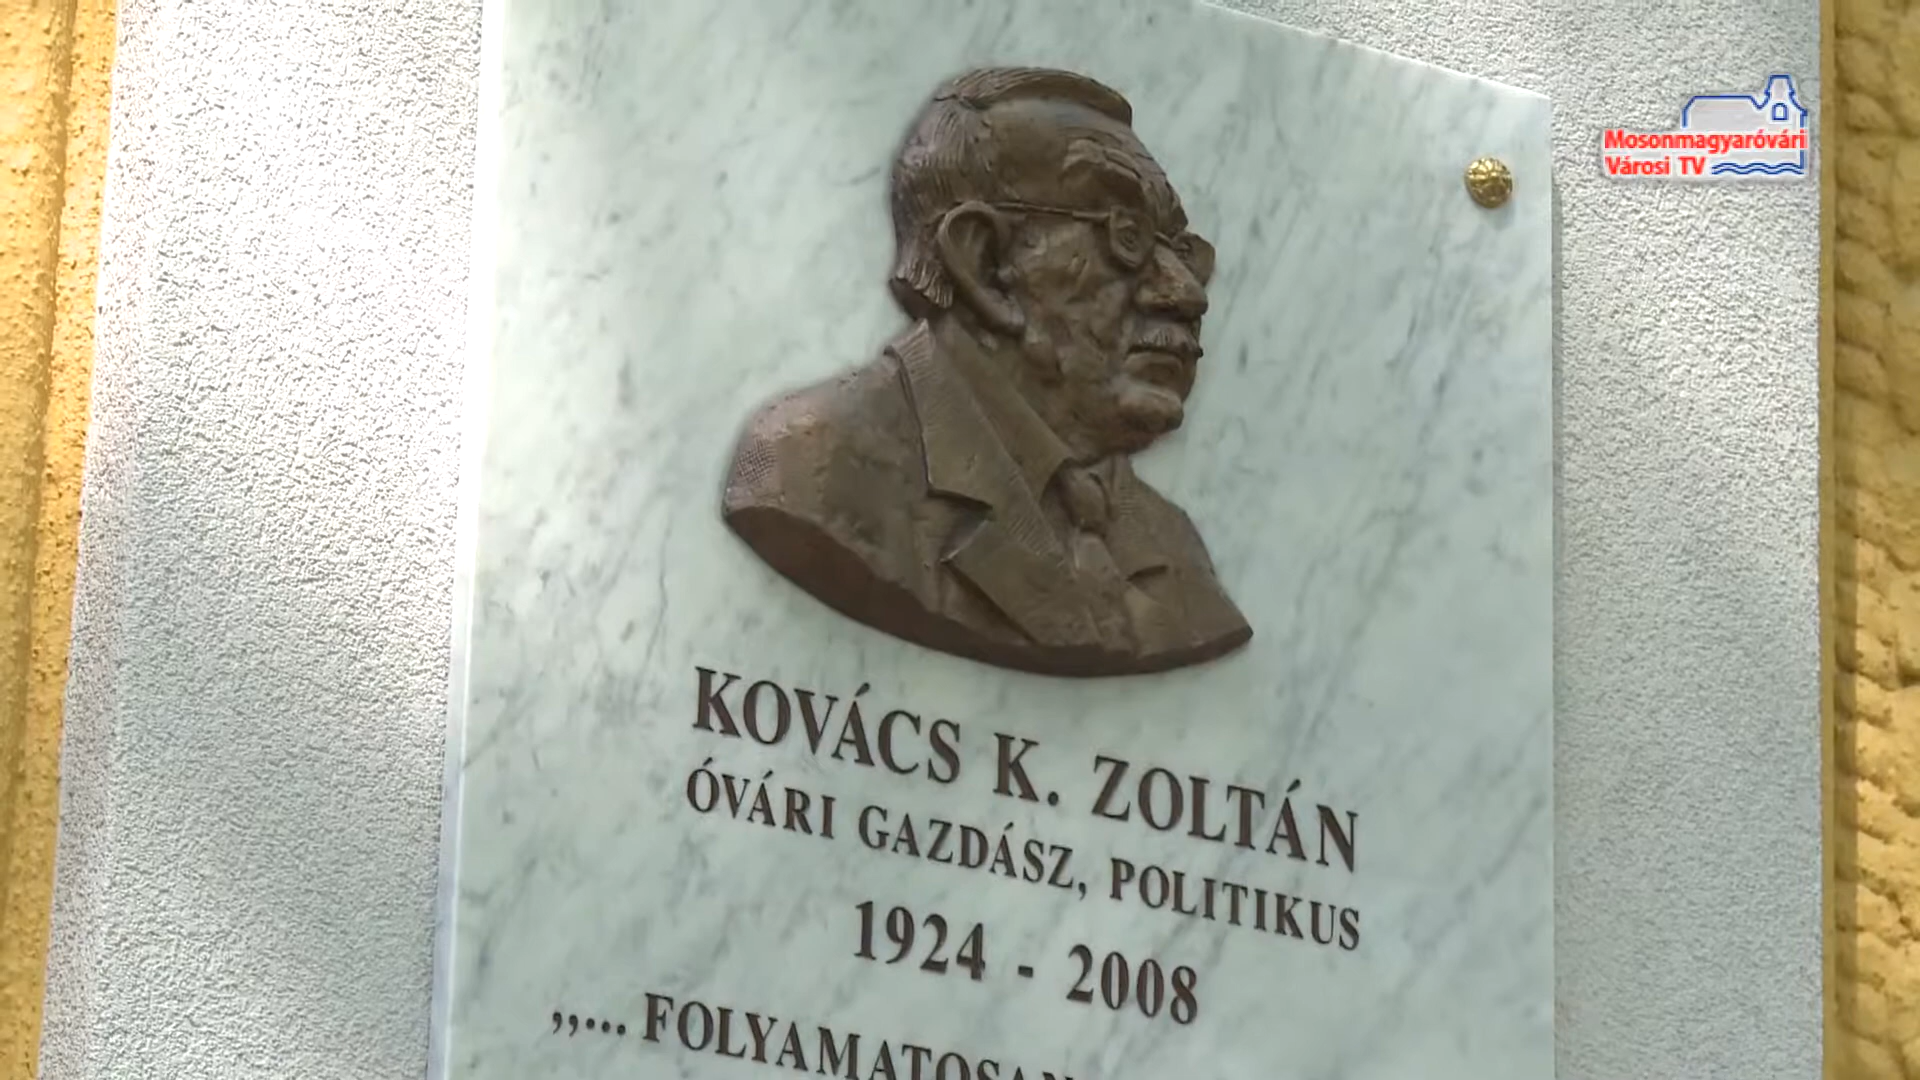 Mosonmagyaróvári
Városi TV
KOVÁCS K. ZOLTÁN
ÓVÁRI GAZDÁSZ, POLITIKUS
1924 - 2008
„... FOLYAMATOSAN